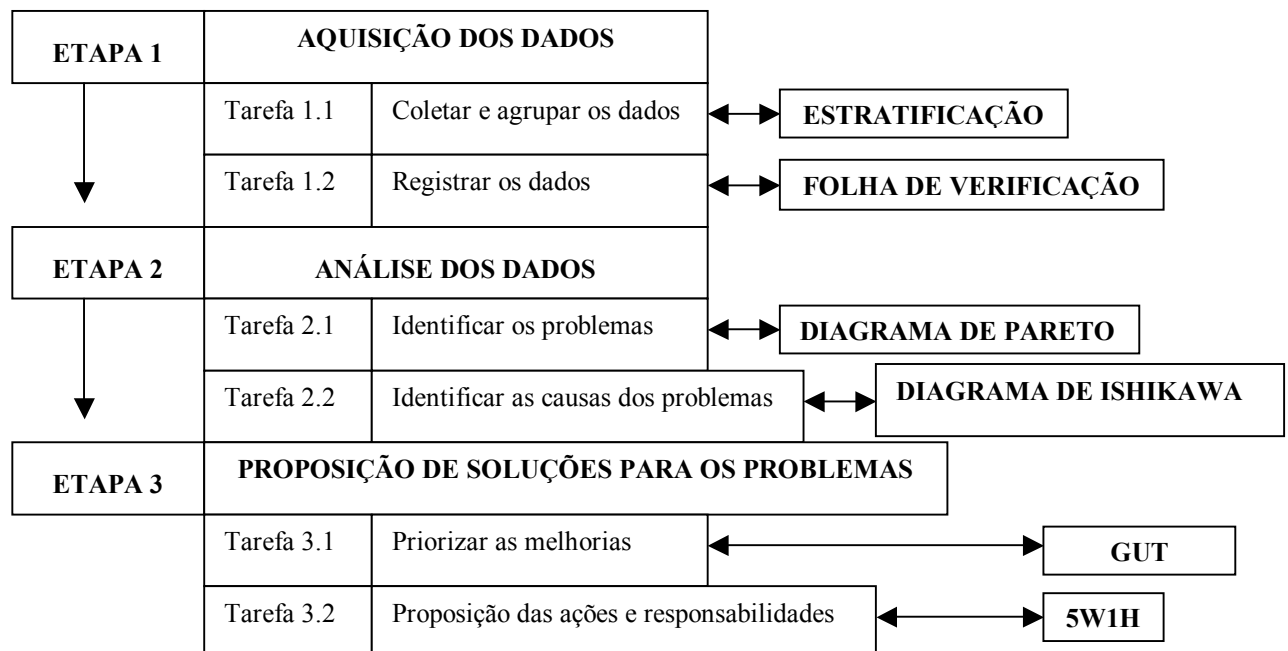 ETAPA 1
AQUISIÇÃO DOS DADOS
Tarefa 1.1
Coletar e agrupar os dados
ESTRATIFICAÇÃO
Tarefa 1.2
Registrar os dados
FOLHA DE VERIFICAÇÃO
ETAPA 2
ANÁLISE DOS DADOS
Tarefa 2.1
Identificar os problemas
DIAGRAMA DE PARETO
Tarefa 2.2
Identificar as causas dos problemas
DIAGRAMA DE ISHIKAWA
ETAPA 3
PROPOSIÇÃO DE SOLUÇÕES PARA OS PROBLEMAS
Tarefa 3.1
Priorizar as melhorias
GUT
Tarefa 3.2
Proposição das ações e responsabilidades
5W1H